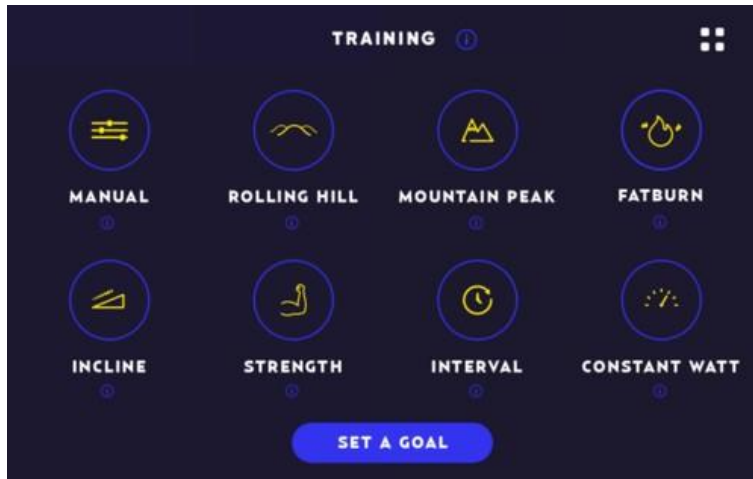 TRAINING
MANUAL
ROLLING HILL
MOUNTAIN PEAK
FATBURN
INCLINE
STRENGTH
INTERVAL
CONSTANT WATT
SET A GOAL